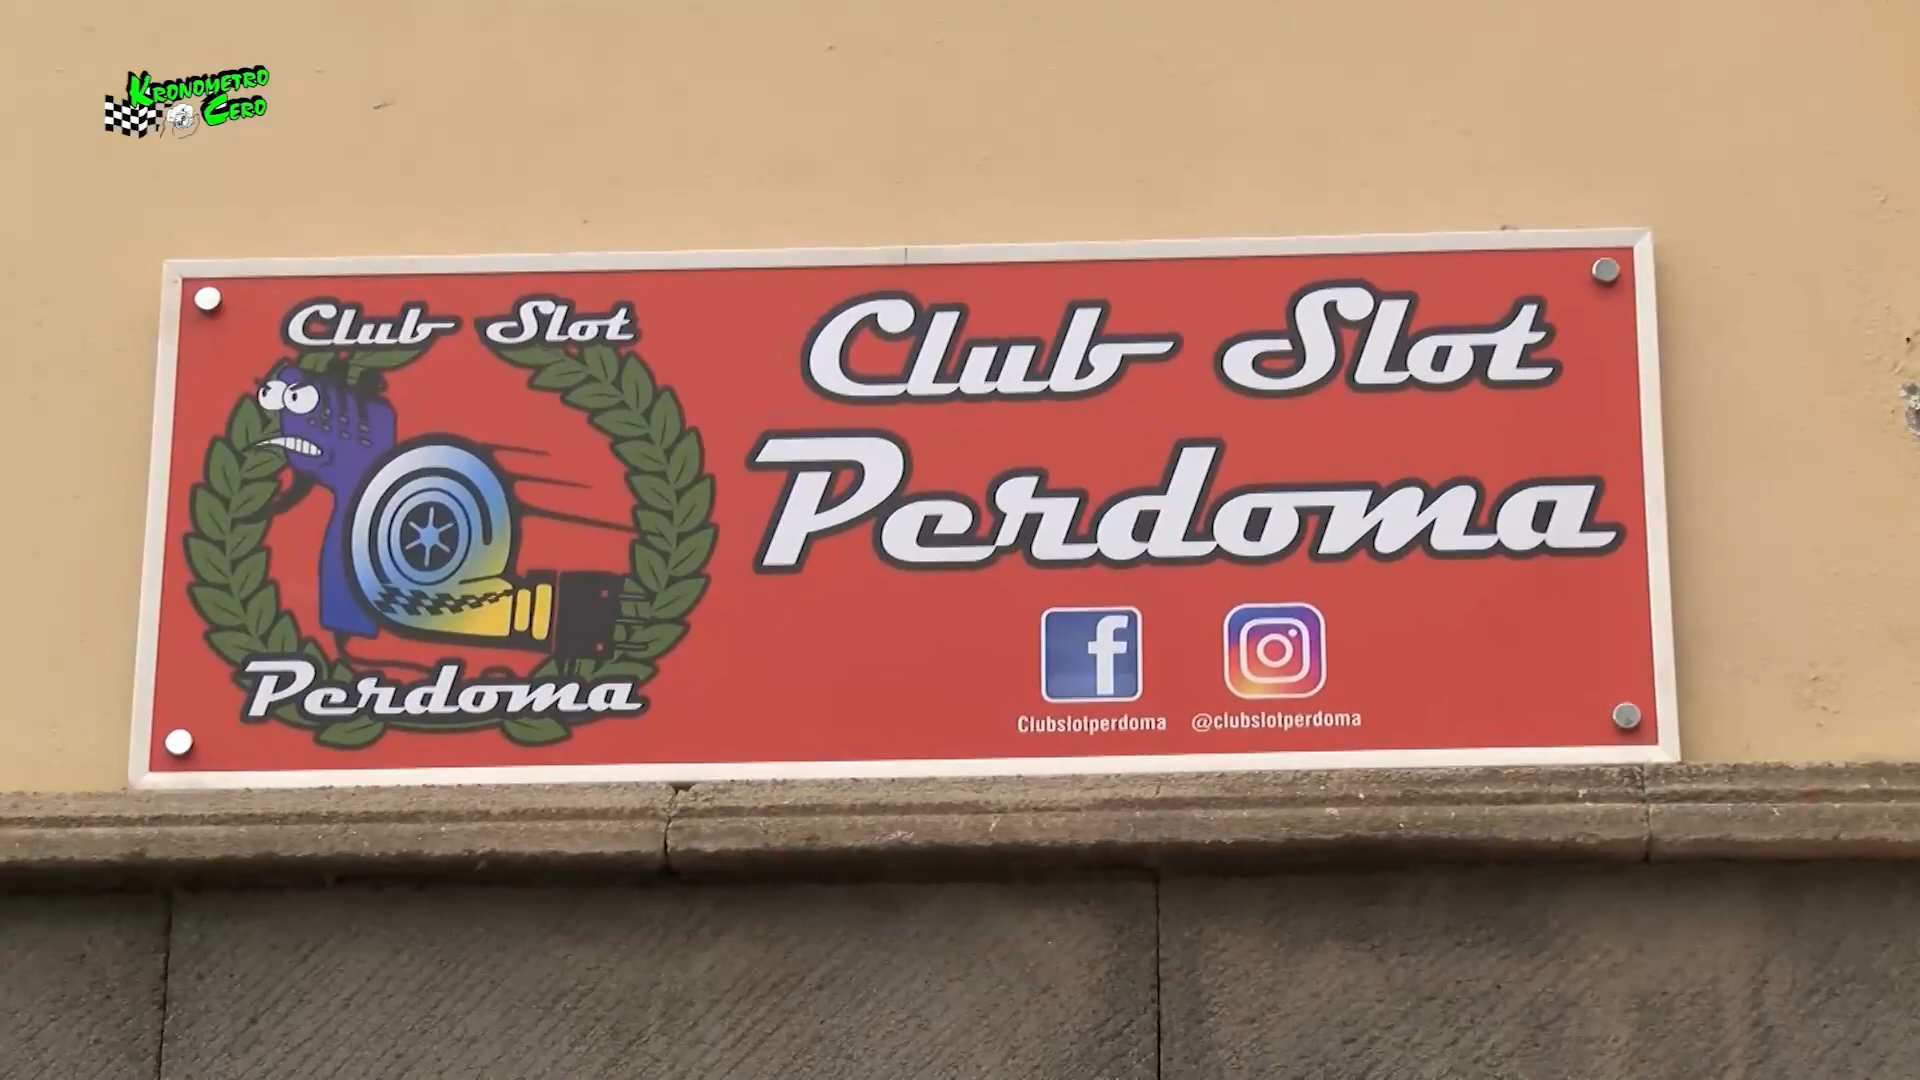 KRONOMETRO
CERO
Club Slot
Perdoma
Club Slot
Perdoma
Clubslotperdoma
@clubslotperdoma